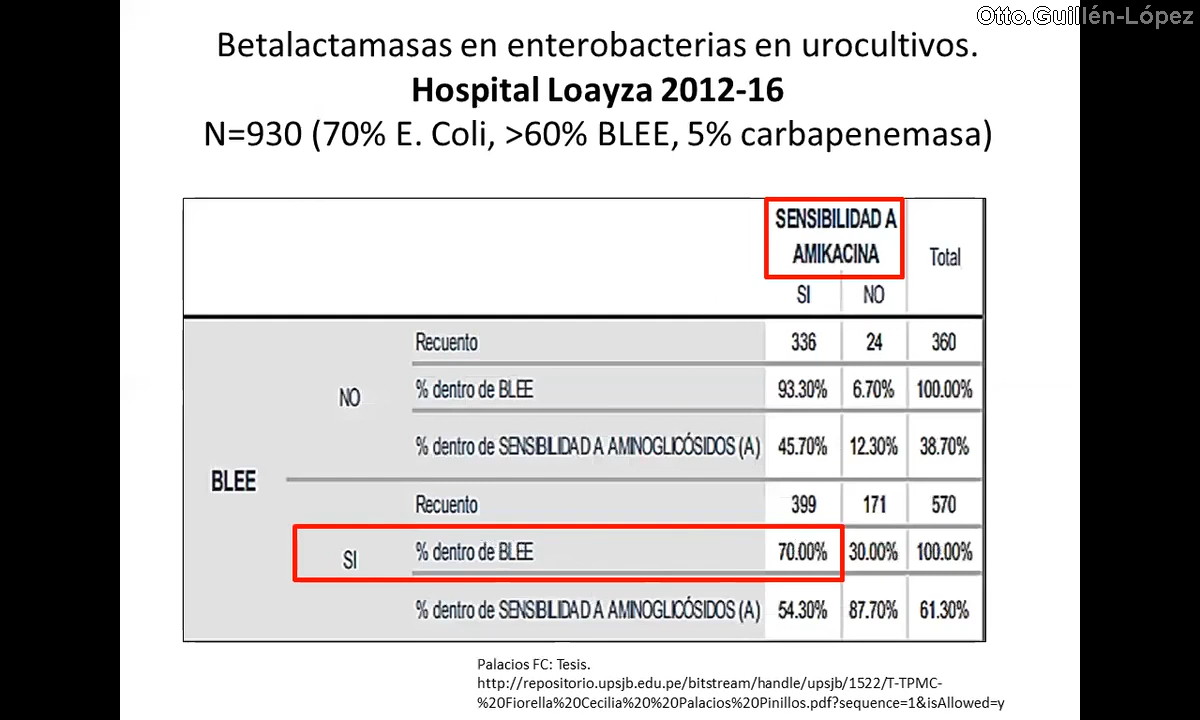 Otto.Guillén-López
Betalactamasas en enterobacterias en urocultivos.
Hospital Loayza 2012-16
N=930 (70% E. Coli, >60% BLEE, 5% carbapenemasa)
SENSIBILIDAD A
AMIKACINA
Total
SI NO
Recuento 336 24 360
NO % dentro de BLEE 93.30% 6.70% 100.00%
% dentro de SENSIBILIDAD A AMINOGLICÓSIDOS (A) 45.70% 12.30% 38.70%
BLEE
Recuento 399 171 570
SI % dentro de BLEE 70.00% 30.00% 100.00%
% dentro de SENSIBILIDAD A AMINOGLICÓSIDOS (A) 54.30% 87.70% 61.30%
Palacios FC: Tesis.
http://repositorio.upsjb.edu.pe/bitstream/handle/upsjb/1522/T-TPMC-
%20Fiorella%20Cecilia%20%20Palacios%20Pinillos.pdf?sequence=1&isAllowed=y